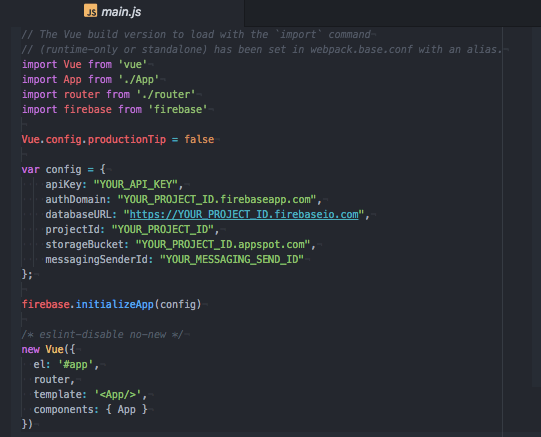 JS main.js
// The Vue build version to load with the `import` command
// (runtime-only or standalone) has been set in webpack.base.conf with an alias.
import Vue from 'vue'
import App from './App'
import router from './router'
import firebase from 'firebase'
Vue.config.productionTip = false
var config = {
    apiKey: "YOUR_API_KEY",
    authDomain: "YOUR_PROJECT_ID.firebaseapp.com",
    databaseURL: "https://YOUR_PROJECT_ID.firebaseio.com",
    projectId: "YOUR_PROJECT_ID",
    storageBucket: "YOUR_PROJECT_ID.appspot.com",
    messagingSenderId: "YOUR_MESSAGING_SEND_ID"
};
firebase.initializeApp(config)
/* eslint-disable no-new */
new Vue({
  el: '#app',
  router,
  template: '<App/>',
  components: { App }
})